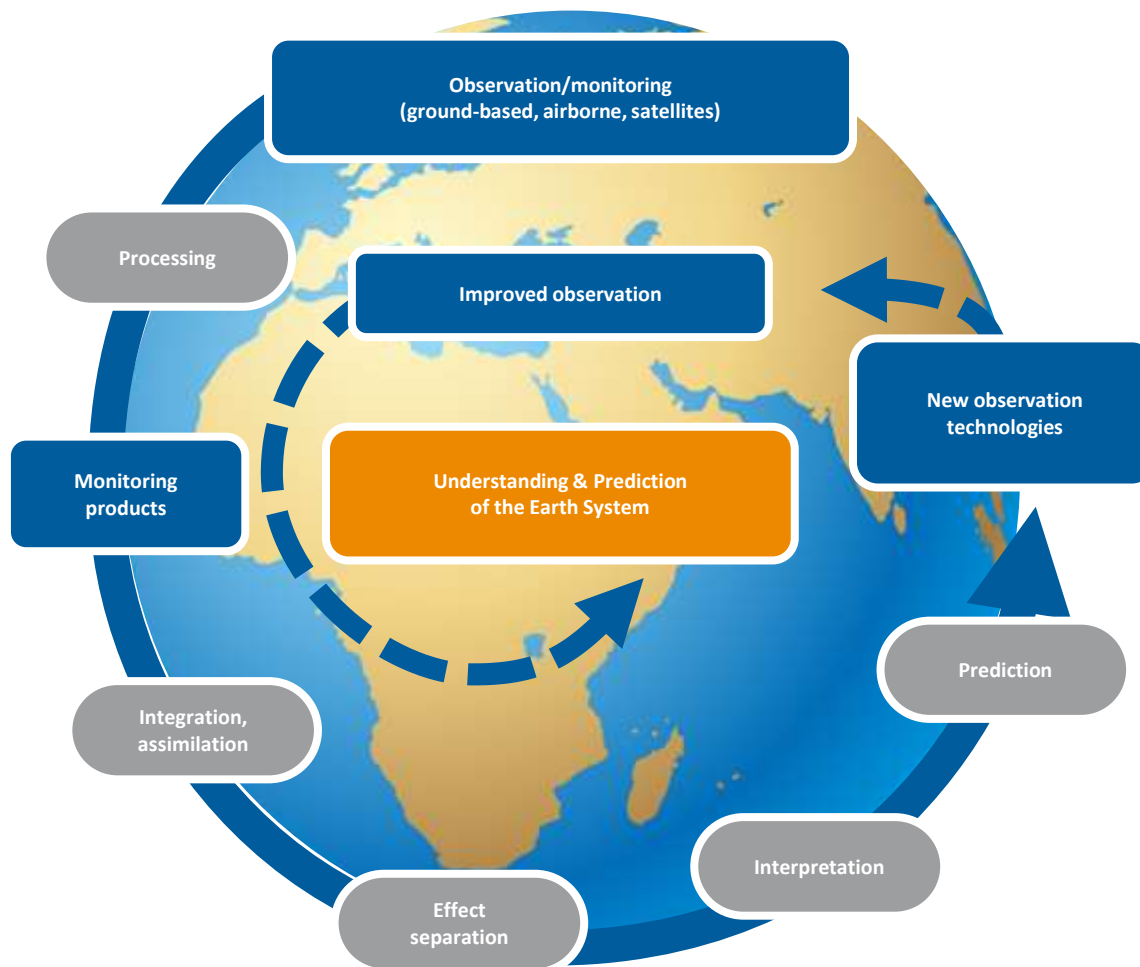 Observation/monitoring
(ground-based, airborne, satellites)
Processing
Improved observation
New observation
technologies
Monitoring
products
Understanding & Prediction
of the Earth System
Prediction
Integration,
assimilation
Interpretation
Effect
separation